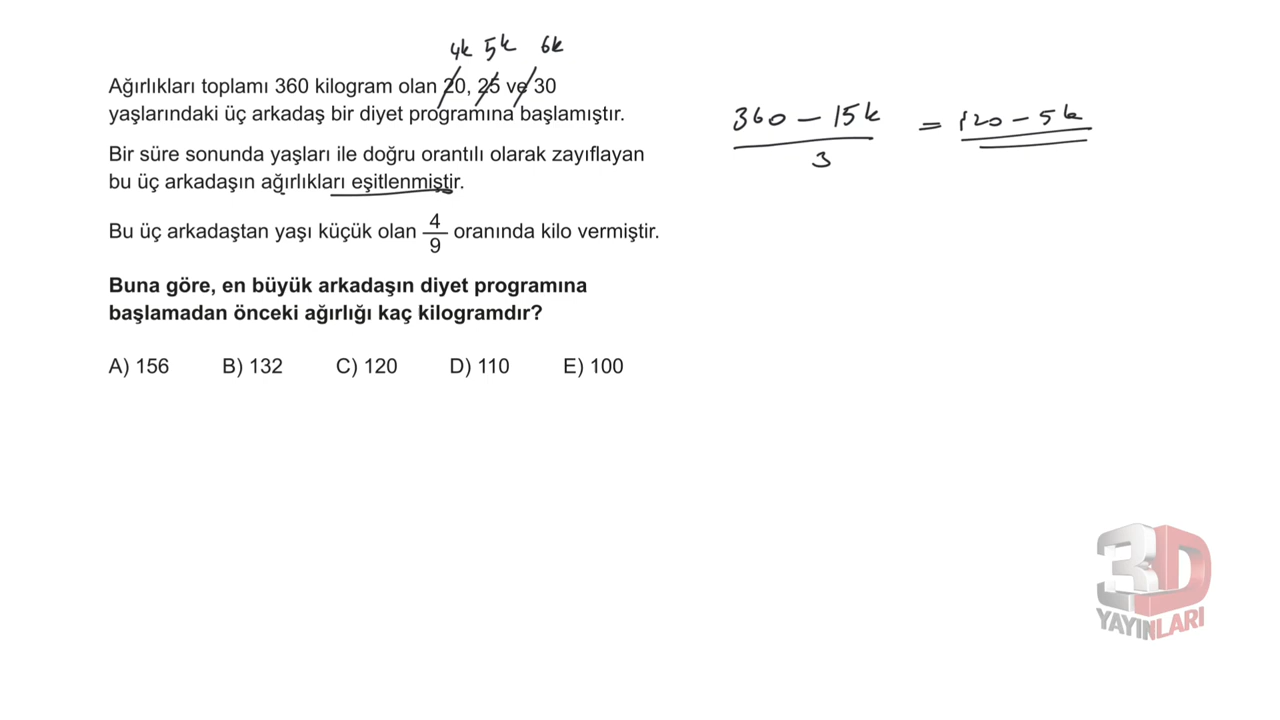 4k 5k 6k
Ağırlıkları toplamı 360 kilogram olan 20, 25 ve 30
yaşlarındaki üç arkadaş bir diyet programına başlamıştır.
Bir süre sonunda yaşları ile doğru orantılı olarak zayıflayan
bu üç arkadaşın ağırlıkları eşitlenmiştir.
Bu üç arkadaştan yaşı küçük olan 4/9 oranında kilo vermiştir.
Buna göre, en büyük arkadaşın diyet programına
başlamadan önceki ağırlığı kaç kilogramdır?
A) 156 B) 132 C) 120 D) 110 E) 100
360 - 15k / 3 = 120 - 5k
3D
YAYINLARI